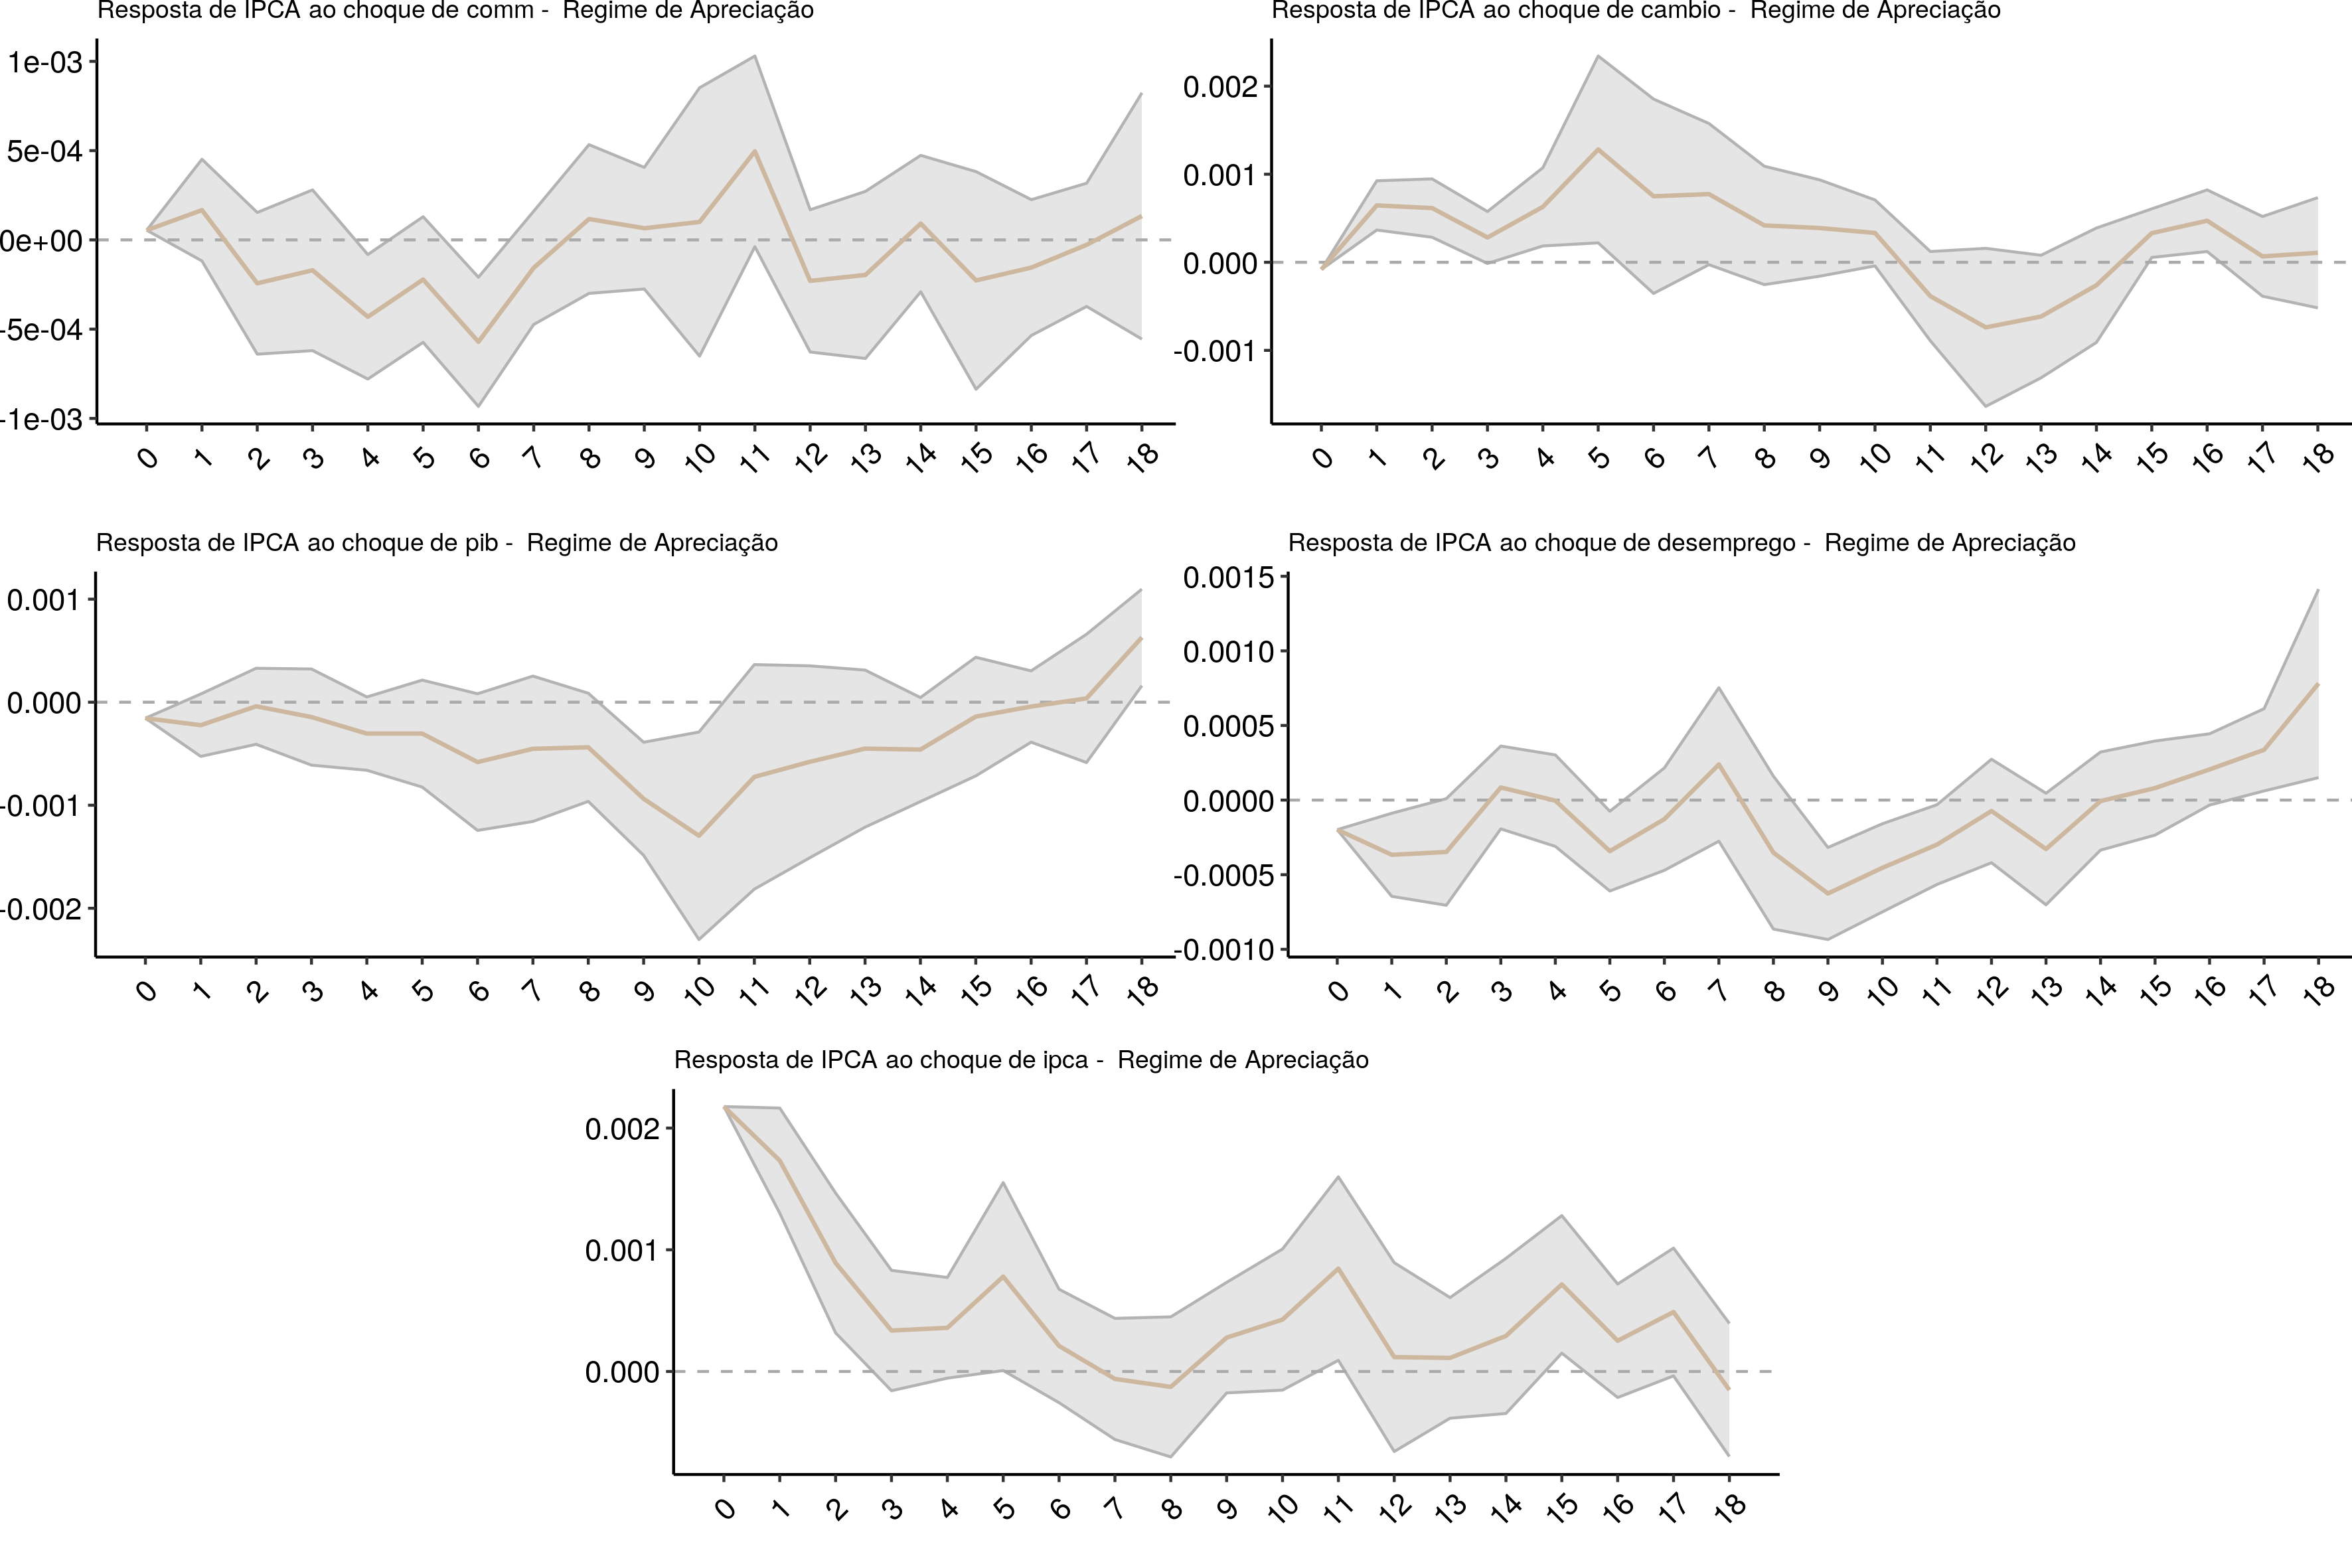 Resposta de IPCA ao choque de comm - Regime de Apreciação
1e-03
5e-04
0e+00
-5e-04
-1e-03
0 1 2 3 4 5 6 7 8 9 10 11 12 13 14 15 16 17 18
Resposta de IPCA ao choque de cambio - Regime de Apreciação
0.002
0.001
0.000
-0.001
0 1 2 3 4 5 6 7 8 9 10 11 12 13 14 15 16 17 18
Resposta de IPCA ao choque de pib - Regime de Apreciação
0.001
0.000
-0.001
-0.002
0 1 2 3 4 5 6 7 8 9 10 11 12 13 14 15 16 17 18
Resposta de IPCA ao choque de desemprego - Regime de Apreciação
0.0015
0.0010
0.0005
0.0000
-0.0005
-0.0010
0 1 2 3 4 5 6 7 8 9 10 11 12 13 14 15 16 17 18
Resposta de IPCA ao choque de ipca - Regime de Apreciação
0.002
0.001
0.000
0 1 2 3 4 5 6 7 8 9 10 11 12 13 14 15 16 17 18